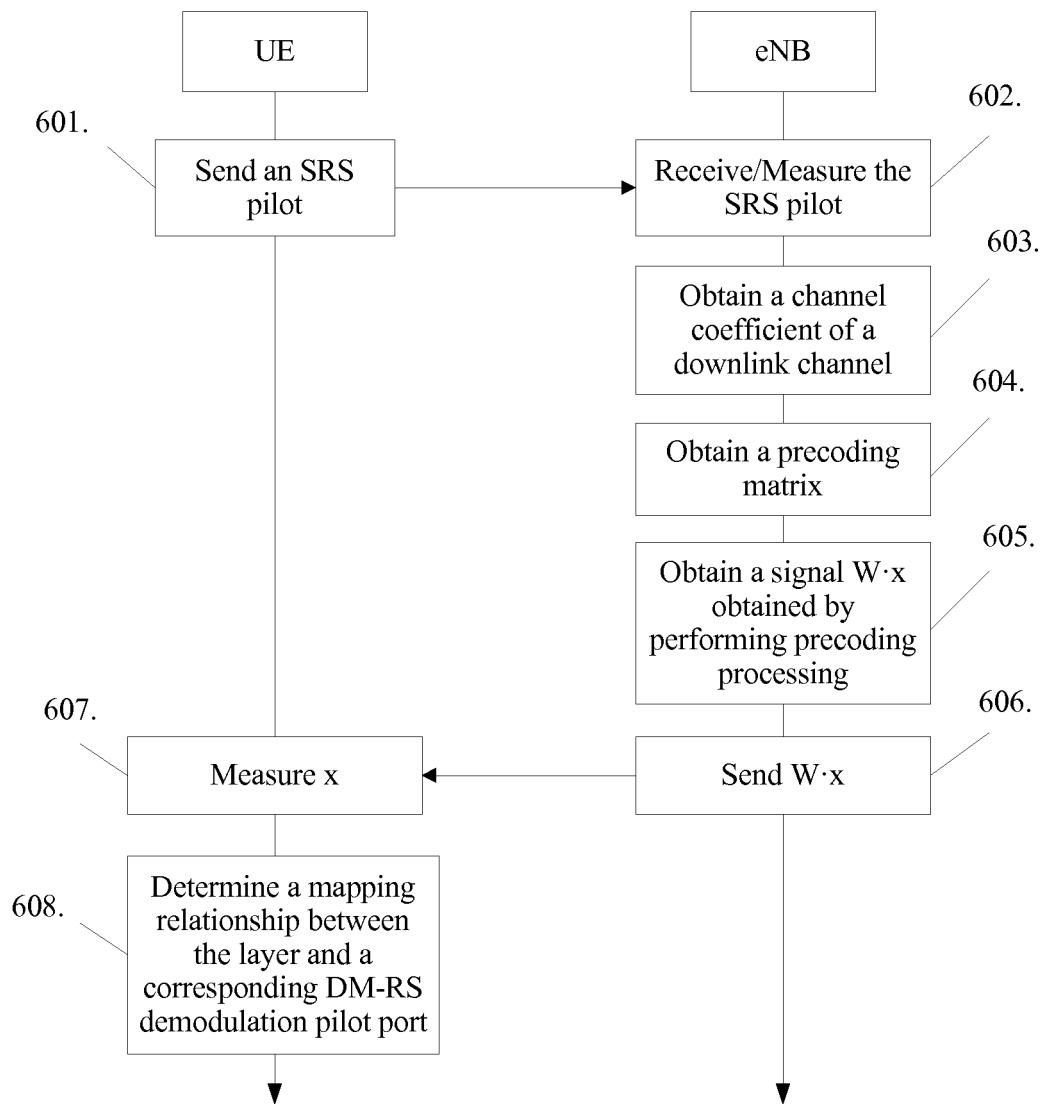 UE
eNB
601.
602.
Send an SRS
pilot
Receive/Measure the
SRS pilot
603.
Obtain a channel
coefficient of a
downlink channel
604.
Obtain a precoding
matrix
605.
Obtain a signal W·x
obtained by
performing precoding
processing
607.
606.
Measure x
Send W·x
608.
Determine a mapping
relationship between
the layer and a
corresponding DM-RS
demodulation pilot port